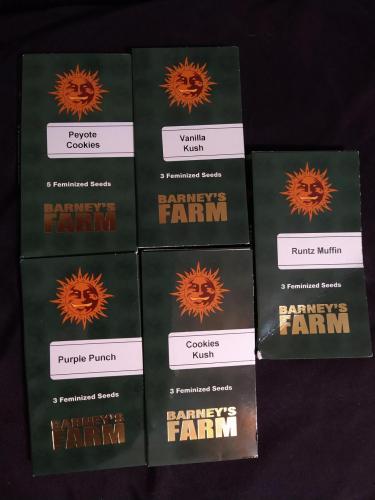 Peyote
Cookies
5 Feminized Seeds
BARNEY'S
FARM
Vanilla
Kush
3 Feminized Seeds
BARNEY'S
FARM
Runtz Muffin
3 Feminized Seeds
BARNEY'S
FARM
Purple Punch
3 Feminized Seeds
BARNEY'S
FARM
Cookies
Kush
3 Feminized Seeds
BARNEY'S
FARM